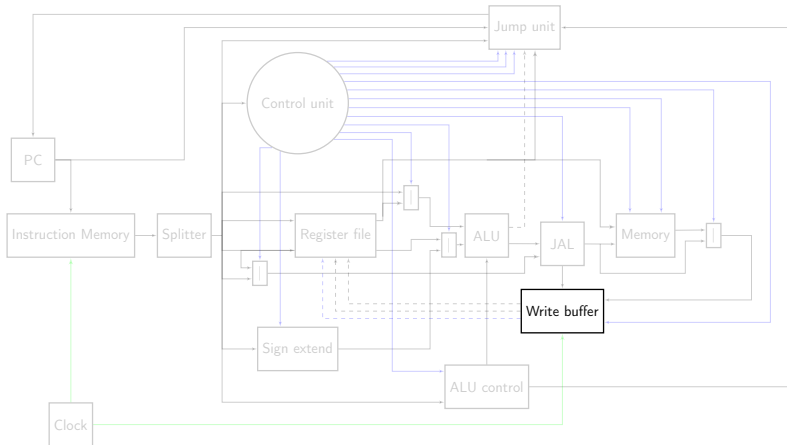 Jump unit
Control unit
PC
Instruction Memory
Splitter
Register file
ALU
JAL
Memory
Write buffer
Sign extend
ALU control
Clock